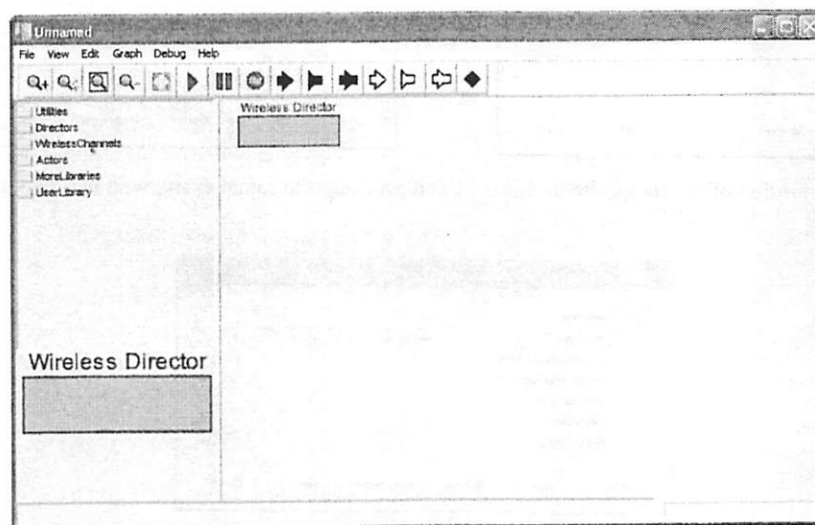 Unnamed
File View Edit Graph Debug Help
Utilities
Directors
WirelessChannels
Actors
MoreLibraries
UserLibrary
Wireless Director
Wireless Director